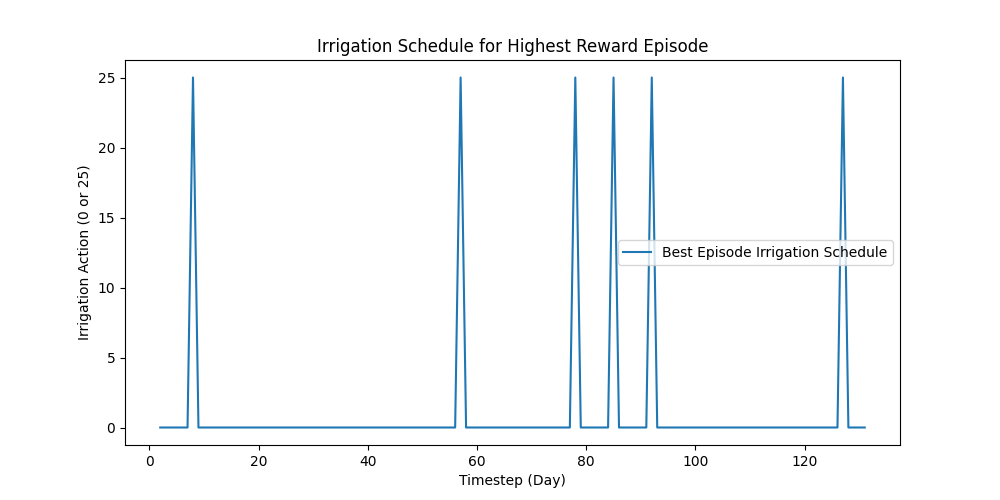 Irrigation Schedule for Highest Reward Episode
25
20
15
10
5
0
Irrigation Action (0 or 25)
Best Episode Irrigation Schedule
0 20 40 60 80 100 120
Timestep (Day)